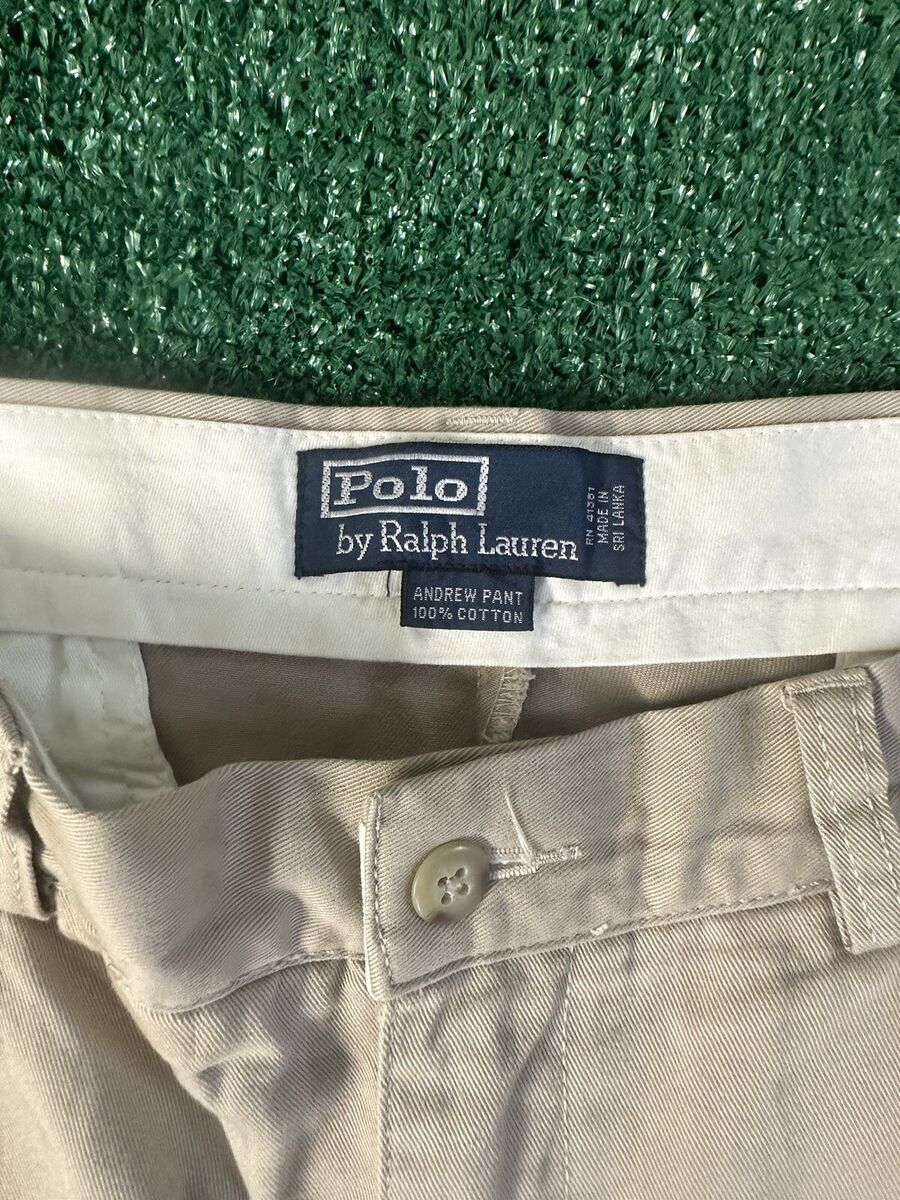 Polo
by Ralph Lauren
RN 41381
MADE IN
SRI LANKA
ANDREW PANT
100% COTTON